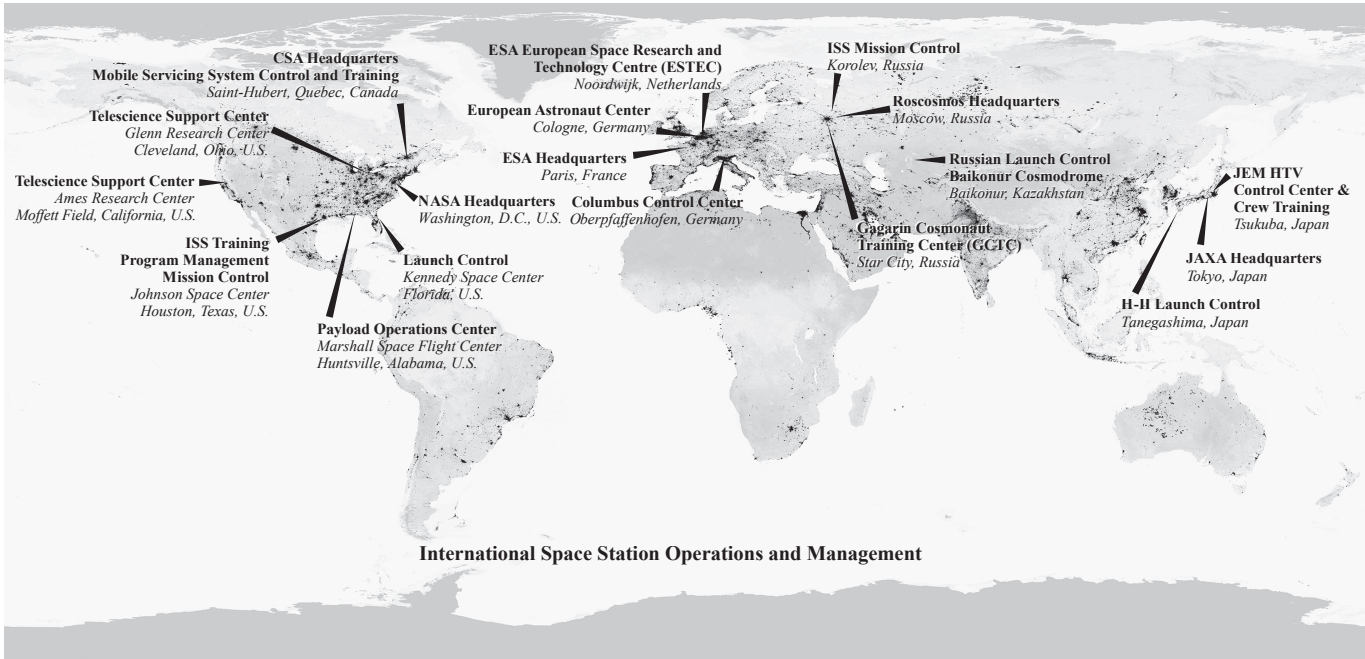 CSA Headquarters
Mobile Servicing System Control and Training
Saint-Hubert, Quebec, Canada
Telescience Support Center
Glenn Research Center
Cleveland, Ohio, U.S.
Telescience Support Center
Ames Research Center
Moffett Field, California, U.S.
ISS Training
Program Management
Mission Control
Johnson Space Center
Houston, Texas, U.S.
NASA Headquarters
Washington, D.C., U.S.
Launch Control
Kennedy Space Center
Florida, U.S.
Payload Operations Center
Marshall Space Flight Center
Huntsville, Alabama, U.S.
ESA European Space Research and
Technology Centre (ESTEC)
Noordwijk, Netherlands
European Astronaut Center
Cologne, Germany
ESA Headquarters
Paris, France
Columbus Control Center
Oberpfaffenhofen, Germany
ISS Mission Control
Korolev, Russia
Roscosmos Headquarters
Moscow, Russia
Russian Launch Control
Baikonur Cosmodrome
Baikonur, Kazakhstan
Gagarin Cosmonaut
Training Center (GCTC)
Star City, Russia
JEM HTV
Control Center &
Crew Training
Tsukuba, Japan
JAXA Headquarters
Tokyo, Japan
H-II Launch Control
Tanegashima, Japan
International Space Station Operations and Management